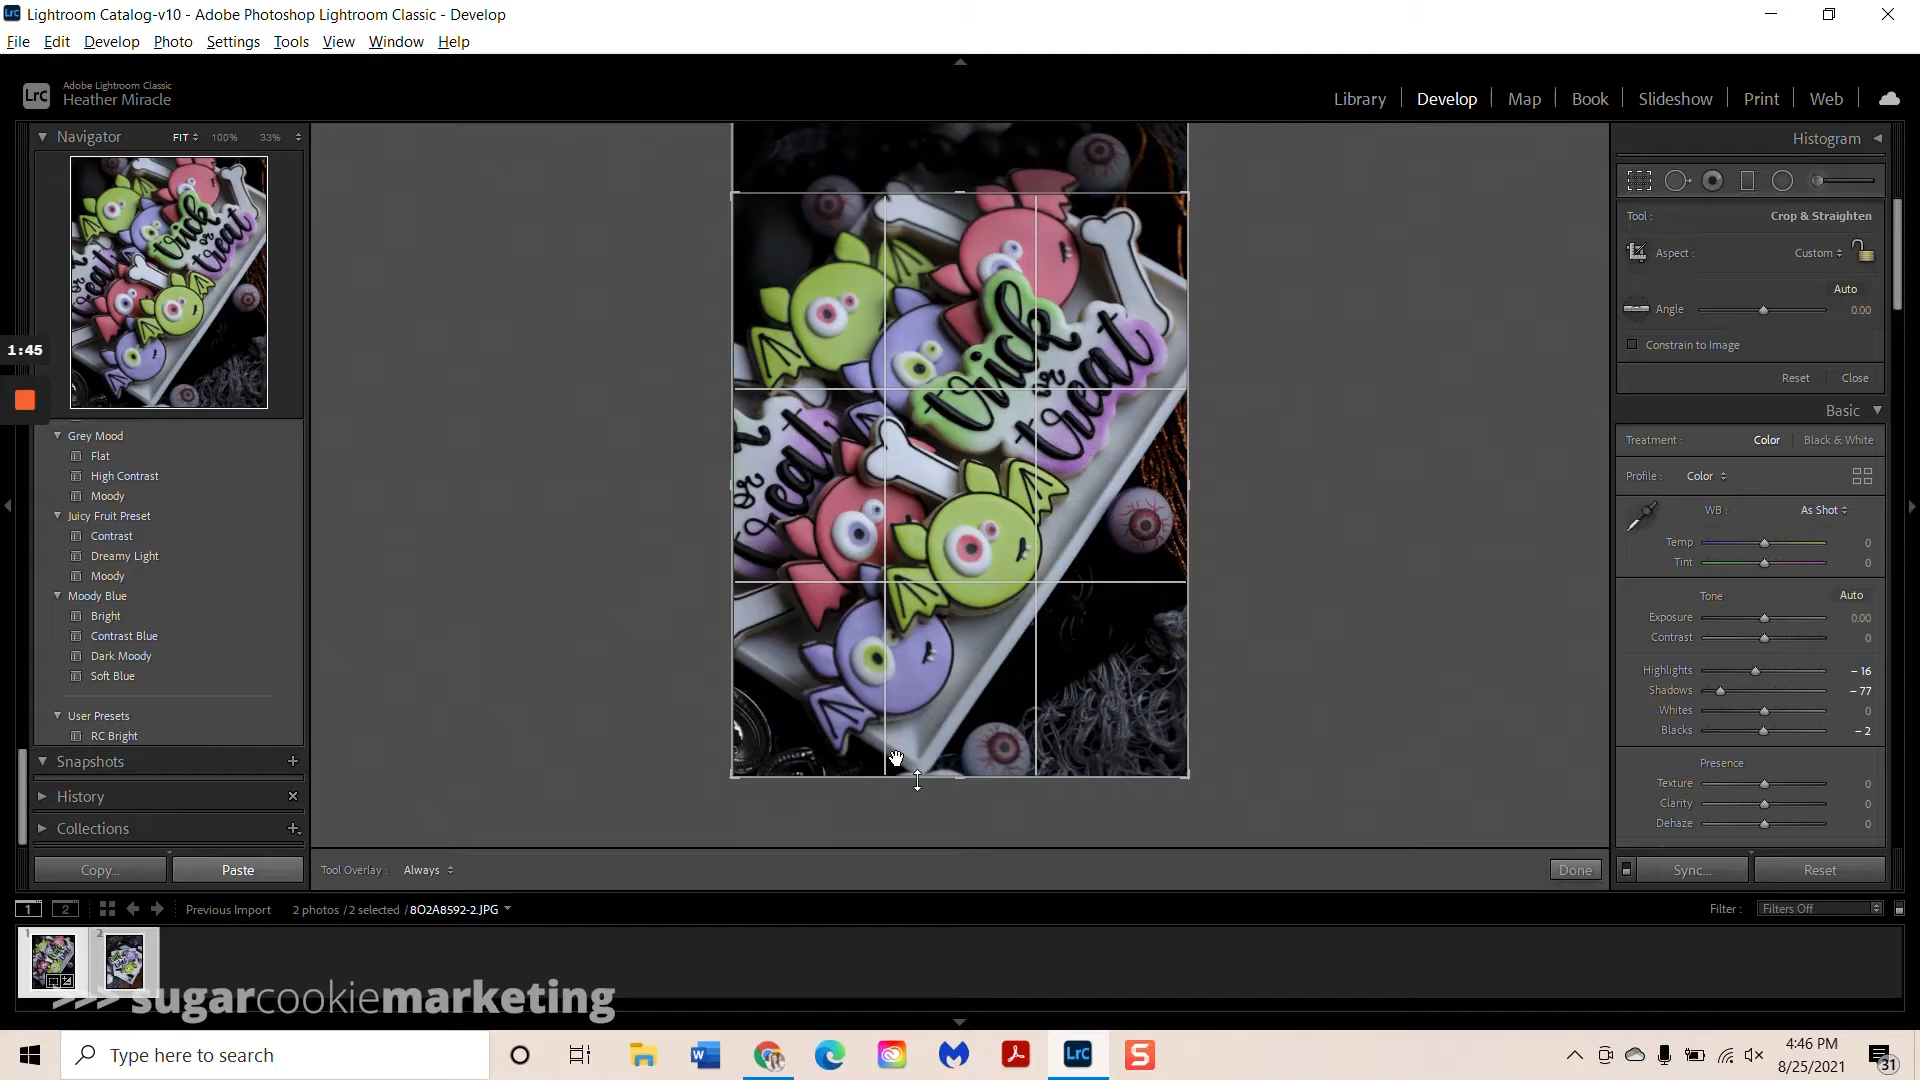 Lightroom Catalog-v10 - Adobe Photoshop Lightroom Classic - Develop
File Edit Develop Photo Settings Tools View Window Help
LrC
Adobe Lightroom Classic
Heather Miracle
Library Develop Map Book Slideshow Print Web
Navigator FIT 100% 33%
Histogram
Tool : Crop & Straighten
Aspect : Custom
Auto
Angle 0.00
Constrain to Image
Reset Close
Basic
Treatment : Color Black & White
Profile : Color
WB : As Shot
Temp 0
Tint 0
Tone Auto
Exposure 0.00
Contrast 0
Highlights – 16
Shadows – 77
Whites 0
Blacks – 2
Presence
Texture 0
Clarity 0
Dehaze 0
Sync... Reset
1:45
Grey Mood
Flat
High Contrast
Moody
Juicy Fruit Preset
Contrast
Dreamy Light
Moody
Moody Blue
Bright
Contrast Blue
Dark Moody
Soft Blue
User Presets
RC Bright
Snapshots
History
Collections
Copy... Paste
trick
or
treat
or
treat
Tool Overlay : Always
Done
1 2 Previous Import 2 photos / 2 selected / 8O2A8592-2.JPG
Filter : Filters Off
1 2
>>> sugarcookiemarketing
Type here to search
LrC
4:46 PM
8/25/2021
31